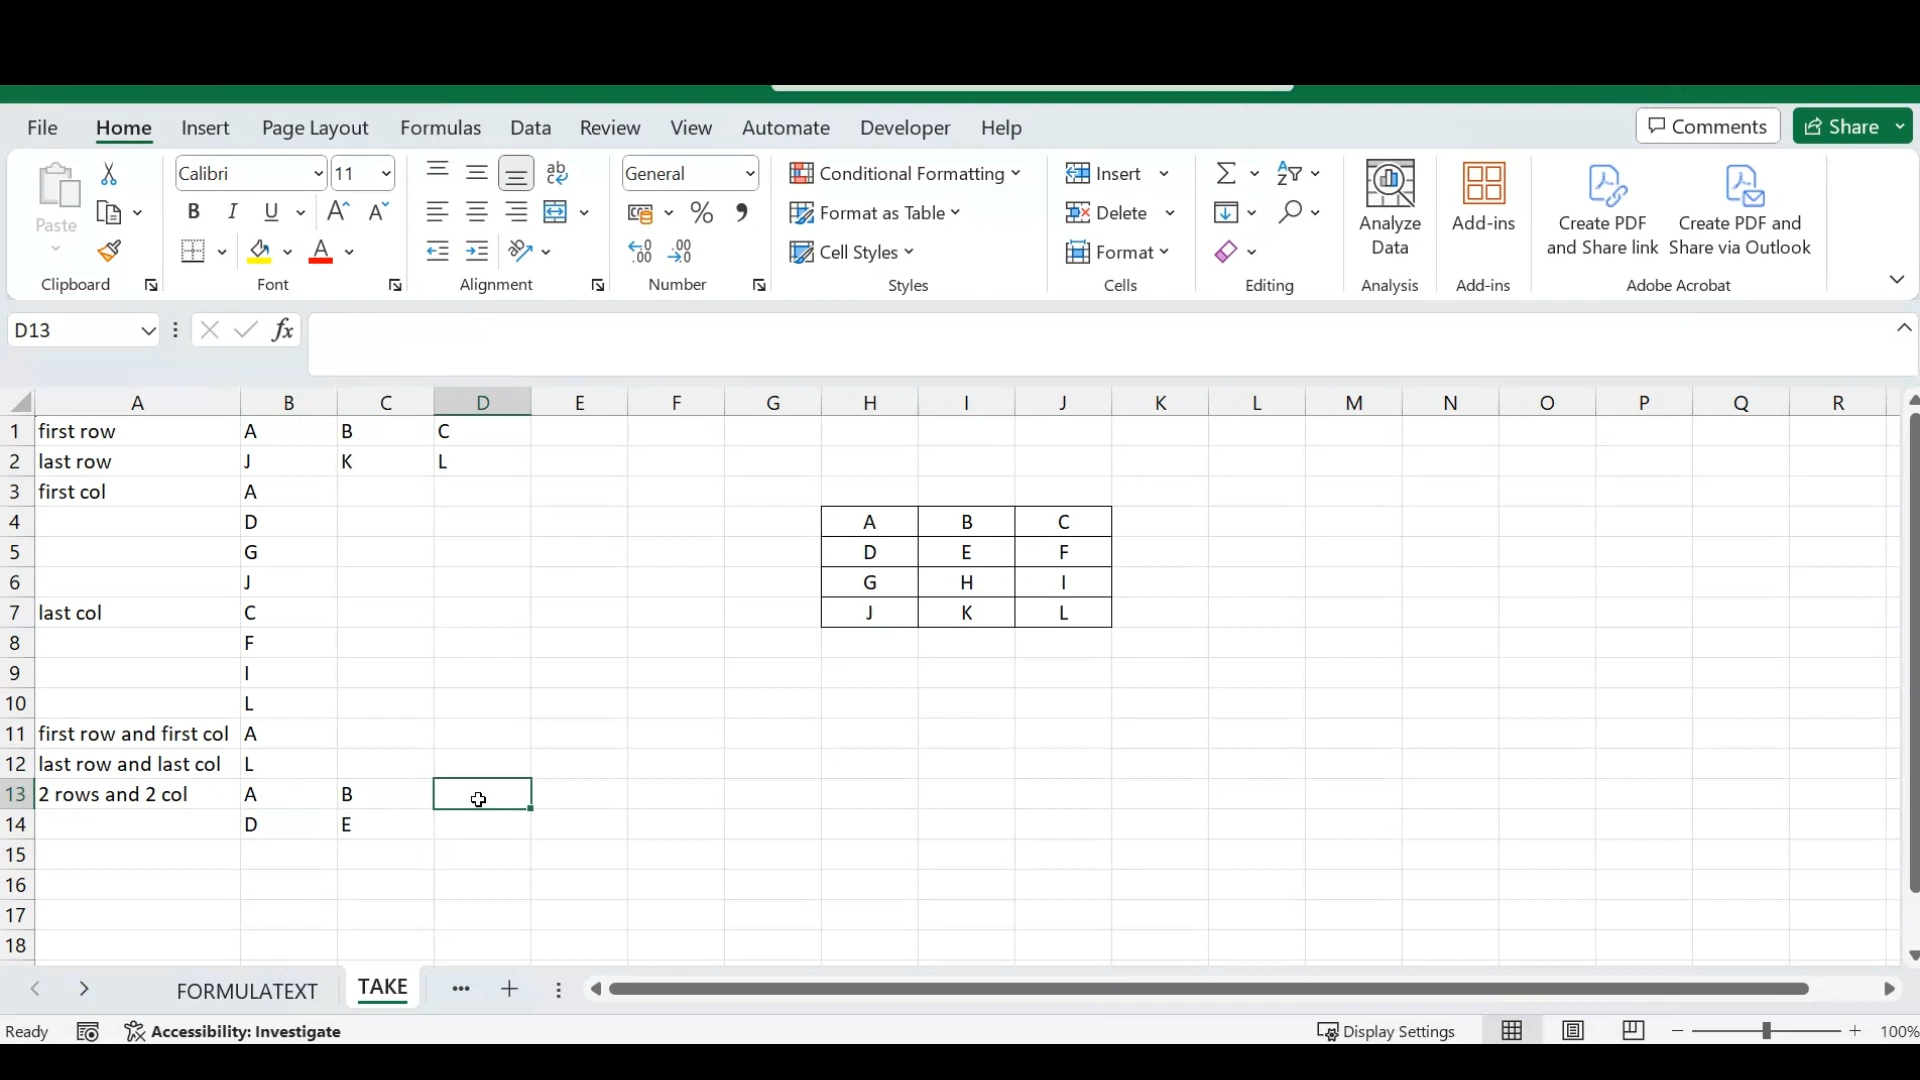 File Home Insert Page Layout Formulas Data Review View Automate Developer Help Comments Share
Paste
Clipboard
Calibri 11
B I U A A
A
Font
ab
Alignment
General
% 9
Number
Conditional Formatting
Format as Table
Cell Styles
Styles
Insert
Delete
Format
Cells
Editing
Analyze
Data
Analysis
Add-ins
Add-ins
Create PDF
and Share link
Create PDF and
Share via Outlook
Adobe Acrobat
D13 fx
A B C D E F G H I J K L M N O P Q R
1 first row A B C
2 last row J K L
3 first col A
4 D A B C
5 G D E F
6 J G H I
7 last col C J K L
8 F
9 I
10 L
11 first row and first col A
12 last row and last col L
13 2 rows and 2 col A B
14 D E
15
16
17
18
FORMULATEXT TAKE
Ready Accessibility: Investigate Display Settings 100%